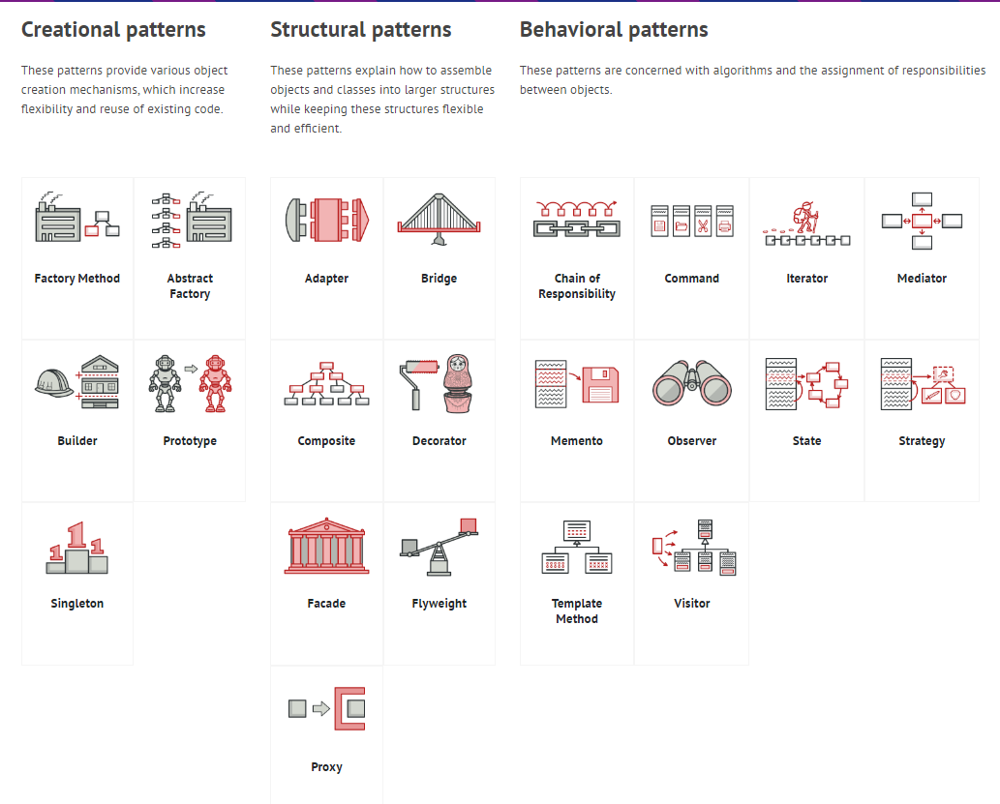 Creational patterns
These patterns provide various object
creation mechanisms, which increase
flexibility and reuse of existing code.
Factory Method
Abstract
Factory
Builder
Prototype
1
1
1
Singleton
Structural patterns
These patterns explain how to assemble
objects and classes into larger structures
while keeping these structures flexible
and efficient.
Adapter
Bridge
Composite
Decorator
Facade
Flyweight
Proxy
Behavioral patterns
These patterns are concerned with algorithms and the assignment of responsibilities
between objects.
Chain of
Responsibility
Command
Iterator
Mediator
Memento
Observer
State
Strategy
Template
Method
Visitor